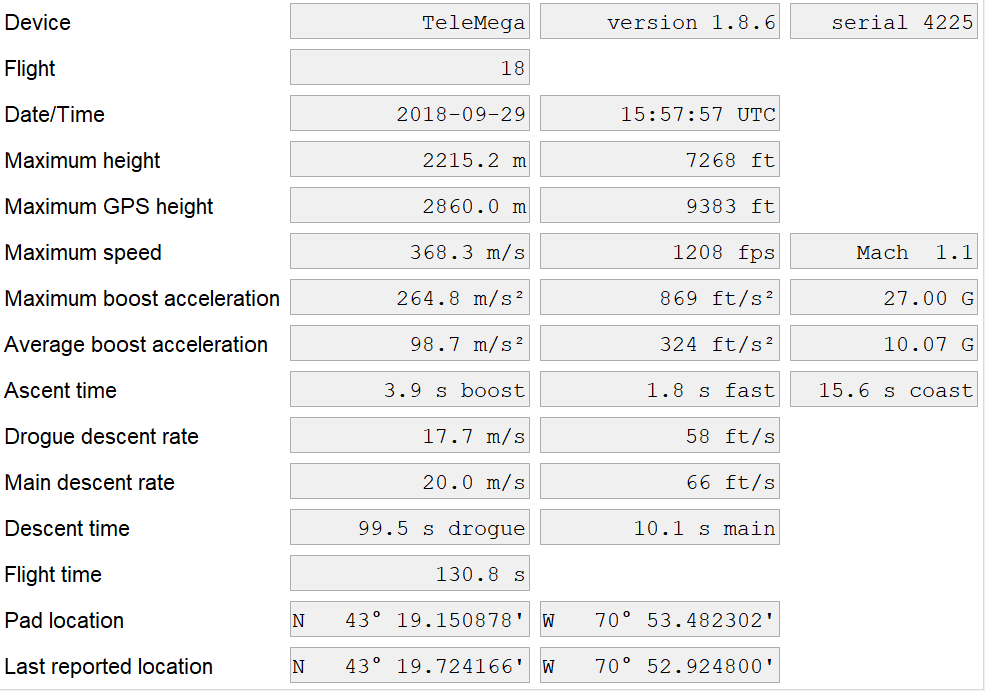 Device TeleMega version 1.8.6 serial 4225
Flight 18
Date/Time 2018-09-29 15:57:57 UTC
Maximum height 2215.2 m 7268 ft
Maximum GPS height 2860.0 m 9383 ft
Maximum speed 368.3 m/s 1208 fps Mach 1.1
Maximum boost acceleration 264.8 m/s² 869 ft/s² 27.00 G
Average boost acceleration 98.7 m/s² 324 ft/s² 10.07 G
Ascent time 3.9 s boost 1.8 s fast 15.6 s coast
Drogue descent rate 17.7 m/s 58 ft/s
Main descent rate 20.0 m/s 66 ft/s
Descent time 99.5 s drogue 10.1 s main
Flight time 130.8 s
Pad location N 43° 19.150878' W 70° 53.482302'
Last reported location N 43° 19.724166' W 70° 52.924800'